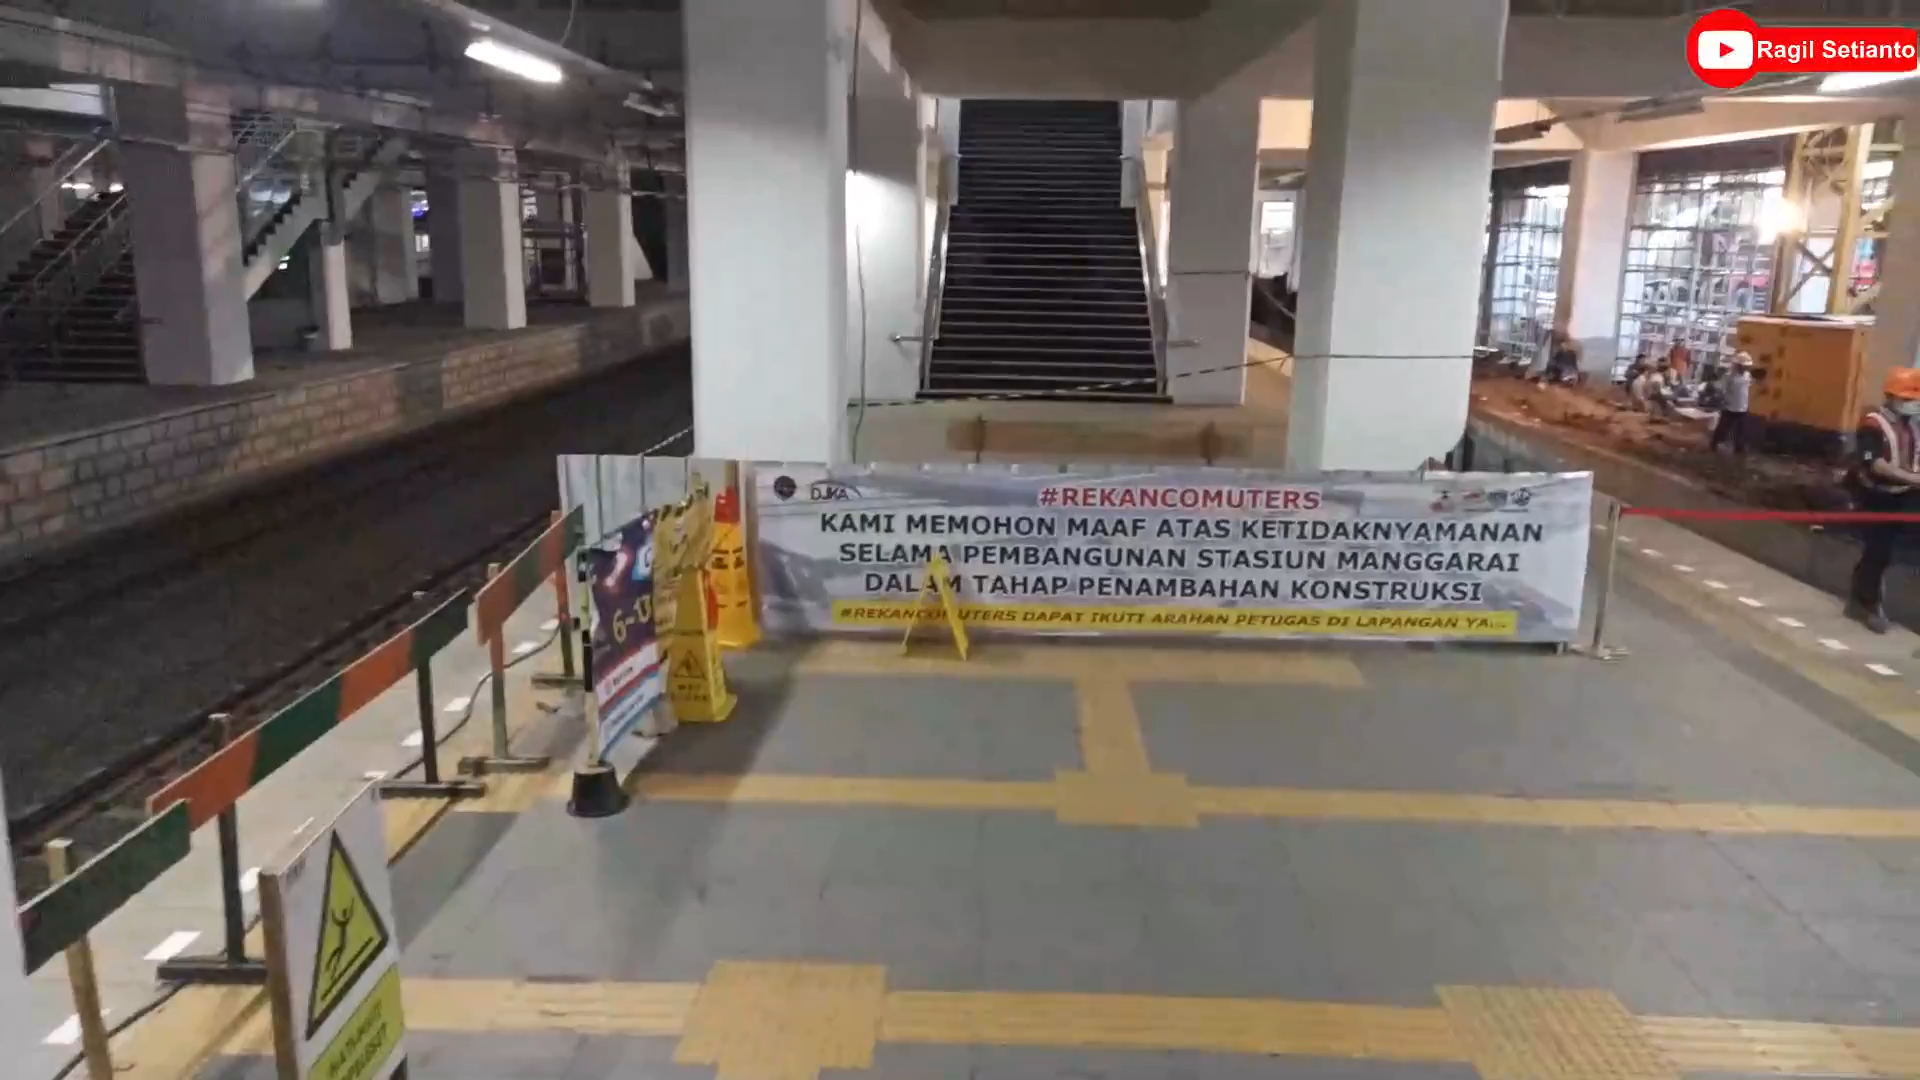 Ragil Setianto
DJKA
#REKANCOMUTERS
KAMI MEMOHON MAAF ATAS KETIDAKNYAMANAN
SELAMA PEMBANGUNAN STASIUN MANGGARAI
DALAM TAHAP PENAMBAHAN KONSTRUKSI
#REKANCOMUTERS DAPAT IKUTI ARAHAN PETUGAS DI LAPANGAN YA...